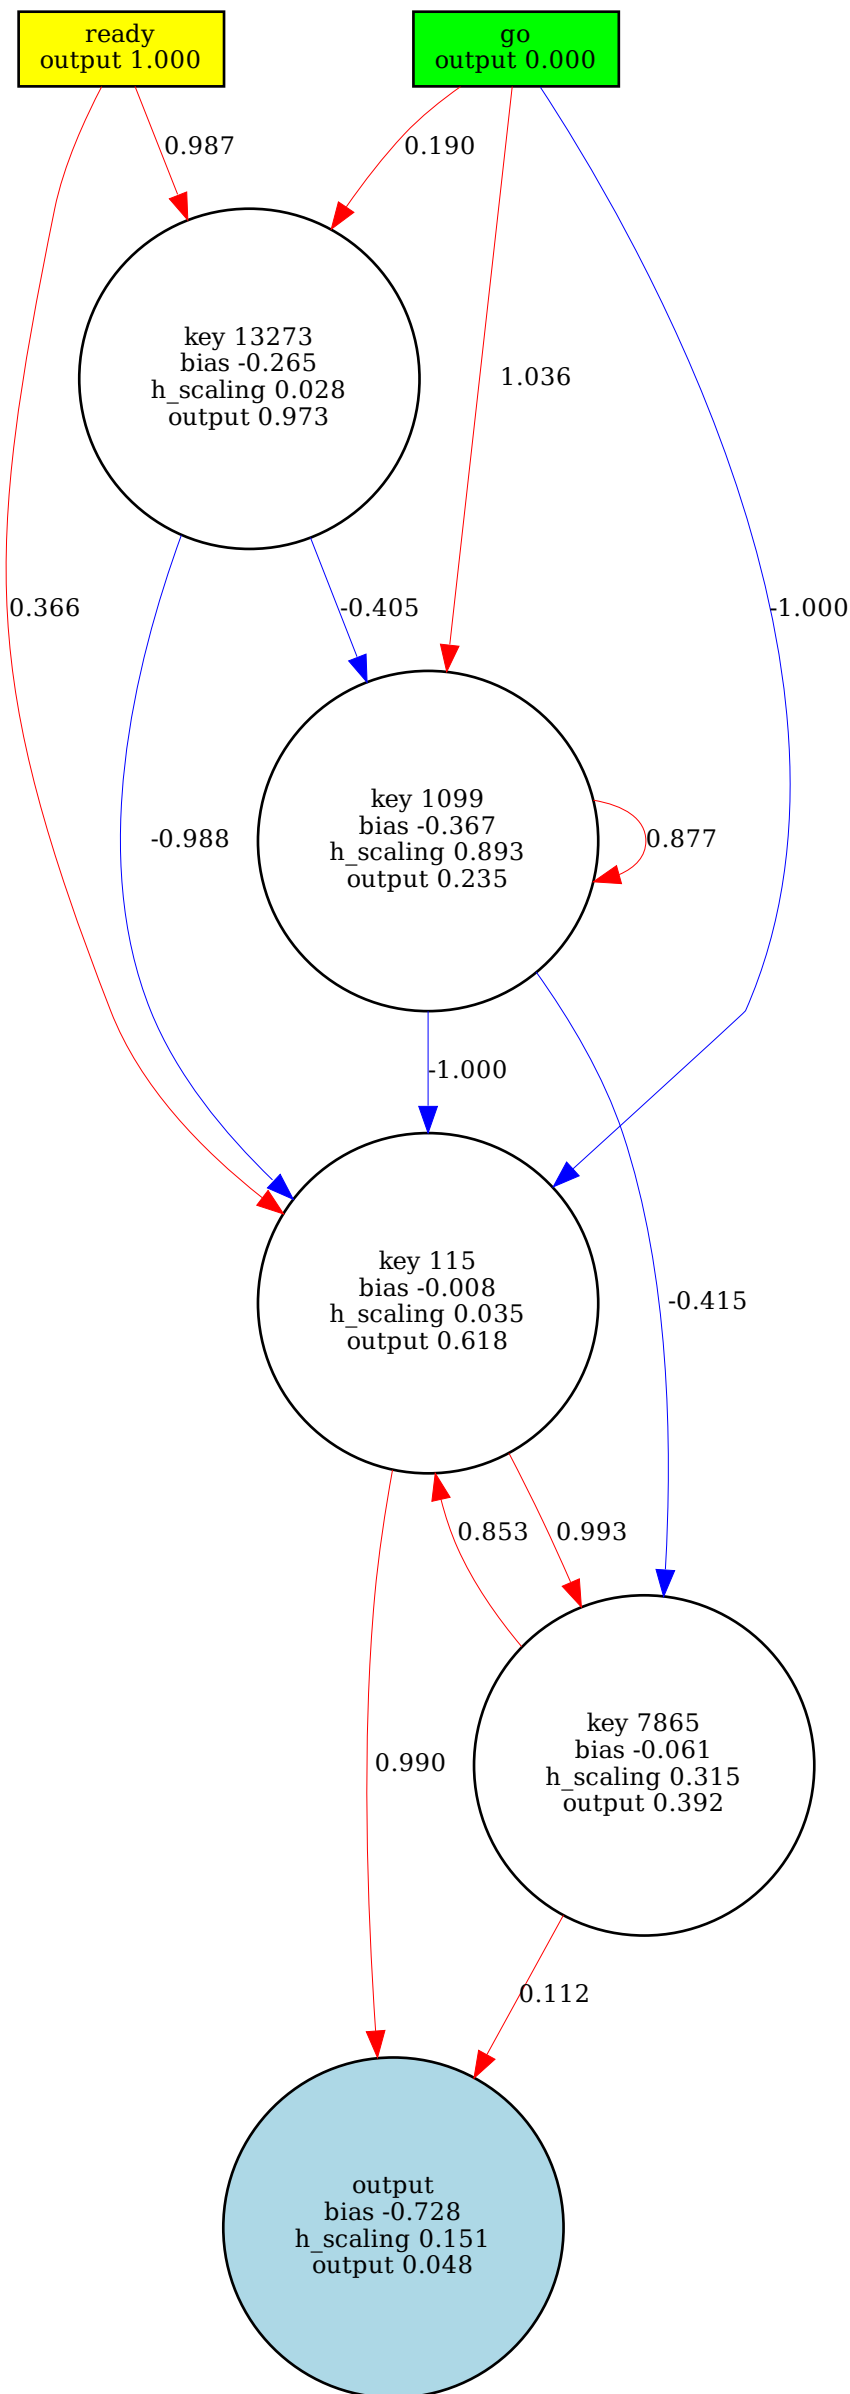 ready
output 1.000
go
output 0.000
0.987
0.190
key 13273
bias -0.265
h_scaling 0.028
output 0.973
1.036
0.366
-0.405
-1.000
key 1099
bias -0.367
h_scaling 0.893
output 0.235
-0.988
0.877
-1.000
key 115
bias -0.008
h_scaling 0.035
output 0.618
-0.415
0.853
0.993
key 7865
bias -0.061
h_scaling 0.315
output 0.392
0.990
0.112
output
bias -0.728
h_scaling 0.151
output 0.048